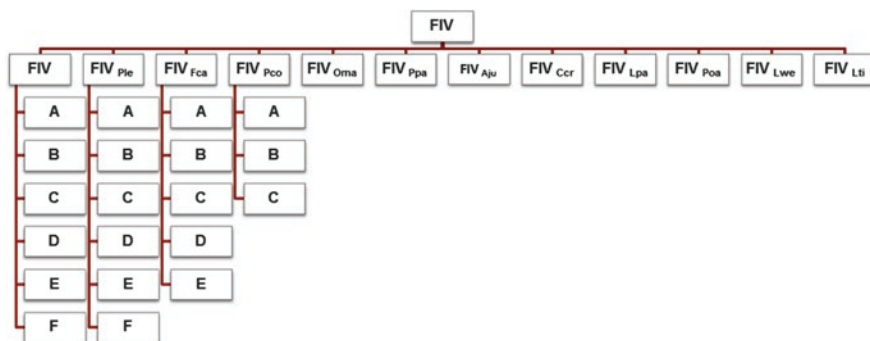 FIV
FIV FIV Ple FIV Fca FIV Pco FIV Oma FIV Ppa FIV Aju FIV Ccr FIV Lpa FIV Poa FIV Lwe FIV Lti
A A A A
B B B B
C C C C
D D D
E E E
F F